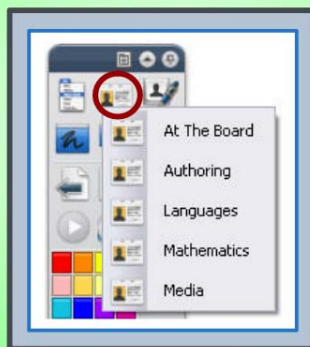 At The Board
Authoring
Languages
Mathematics
Media